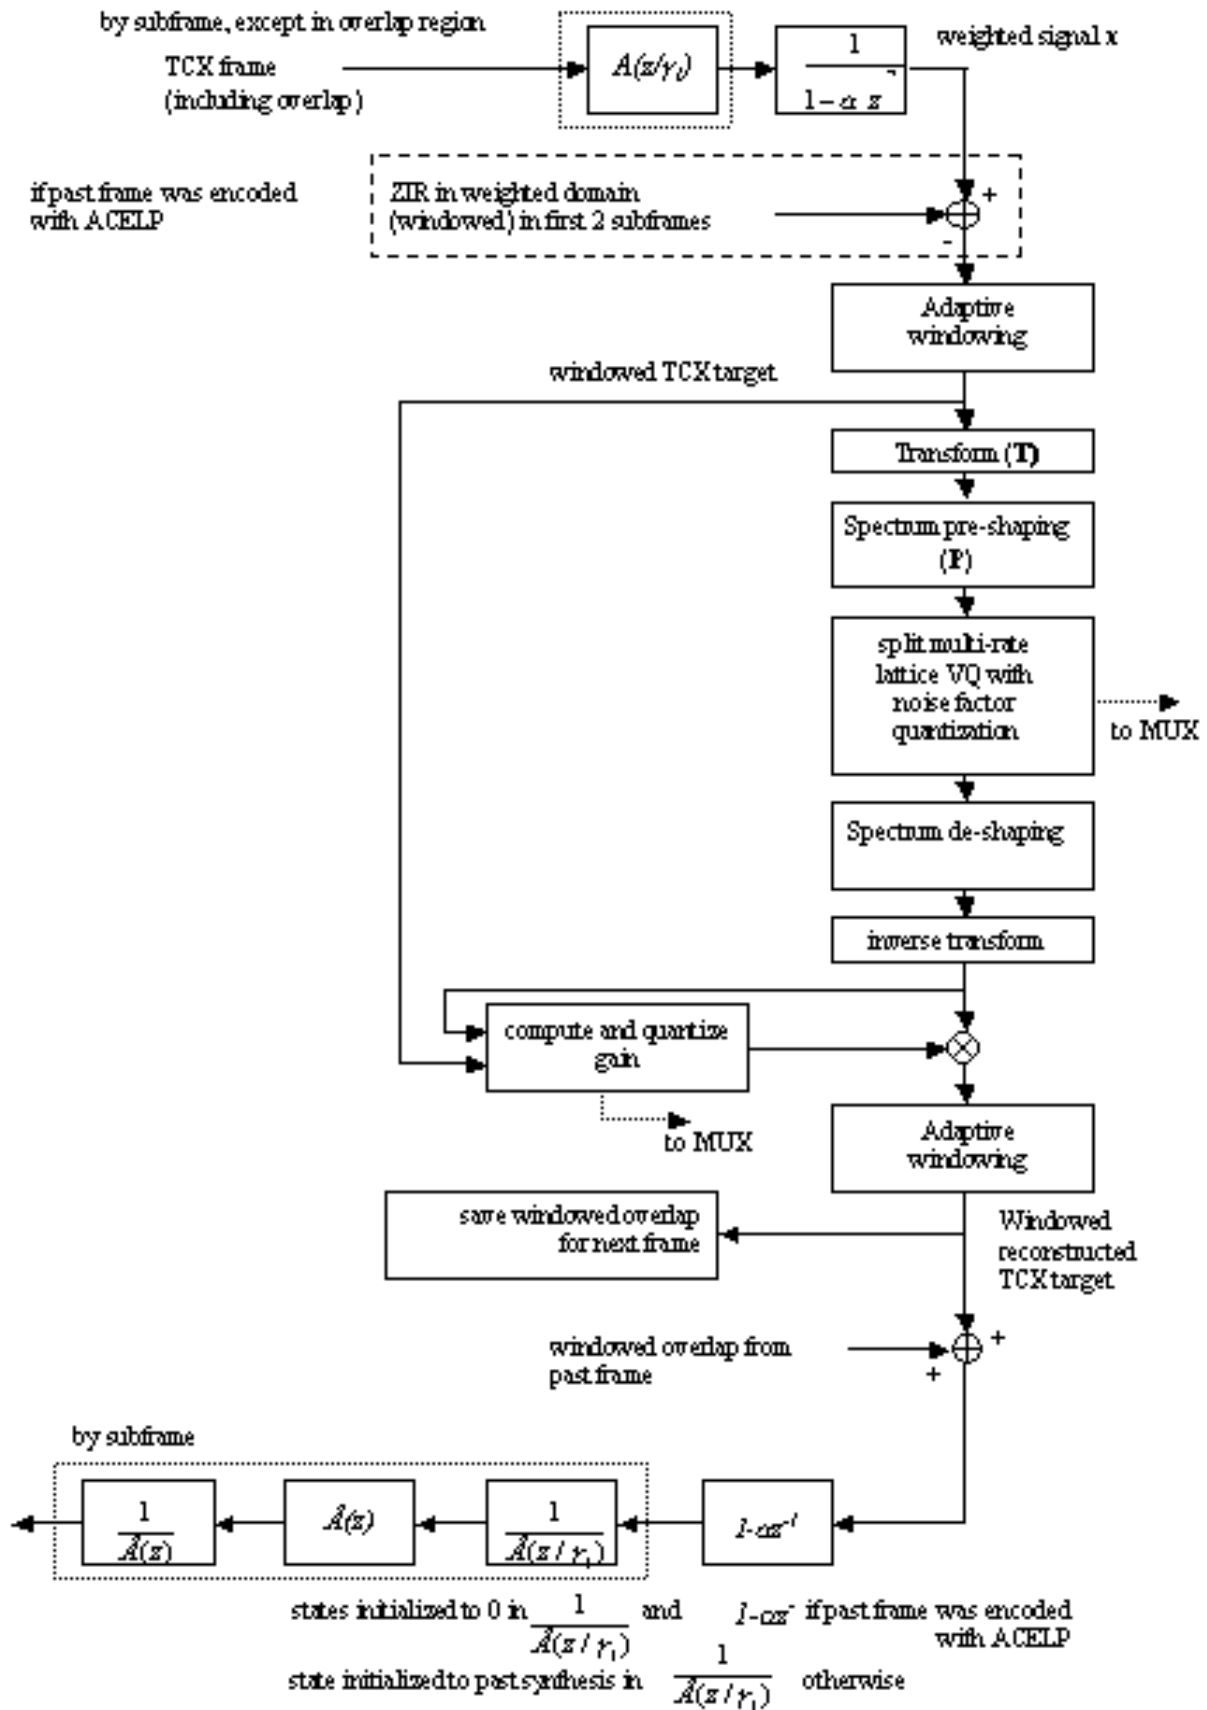 by subframe, except in overlap region
TCX frame
(including overlap)
A(z/γ₁)
1
1 − α z
weighted signal x
if past frame was encoded
with ACELP
ZIR in weighted domain
(windowed) in first 2 subframes
+
-
Adaptive
windowing
windowed TCX target
Transform (T)
Spectrum pre-shaping
(P)
split multi-rate
lattice VQ with
noise factor
quantization
to MUX
Spectrum de-shaping
inverse transform
compute and quantize
gain
to MUX
Adaptive
windowing
save windowed overlap
for next frame
Windowed
reconstructed
TCX target
windowed overlap from
past frame
+
+
by subframe
1
Â(z)
Â(z)
1
Â(z / γ₁)
1-αz⁻¹
states initialized to 0 in 1 / Â(z / γ₁) and 1-αz⁻ if past frame was encoded
with ACELP
state initialized to past synthesis in 1 / Â(z / γ₁) otherwise